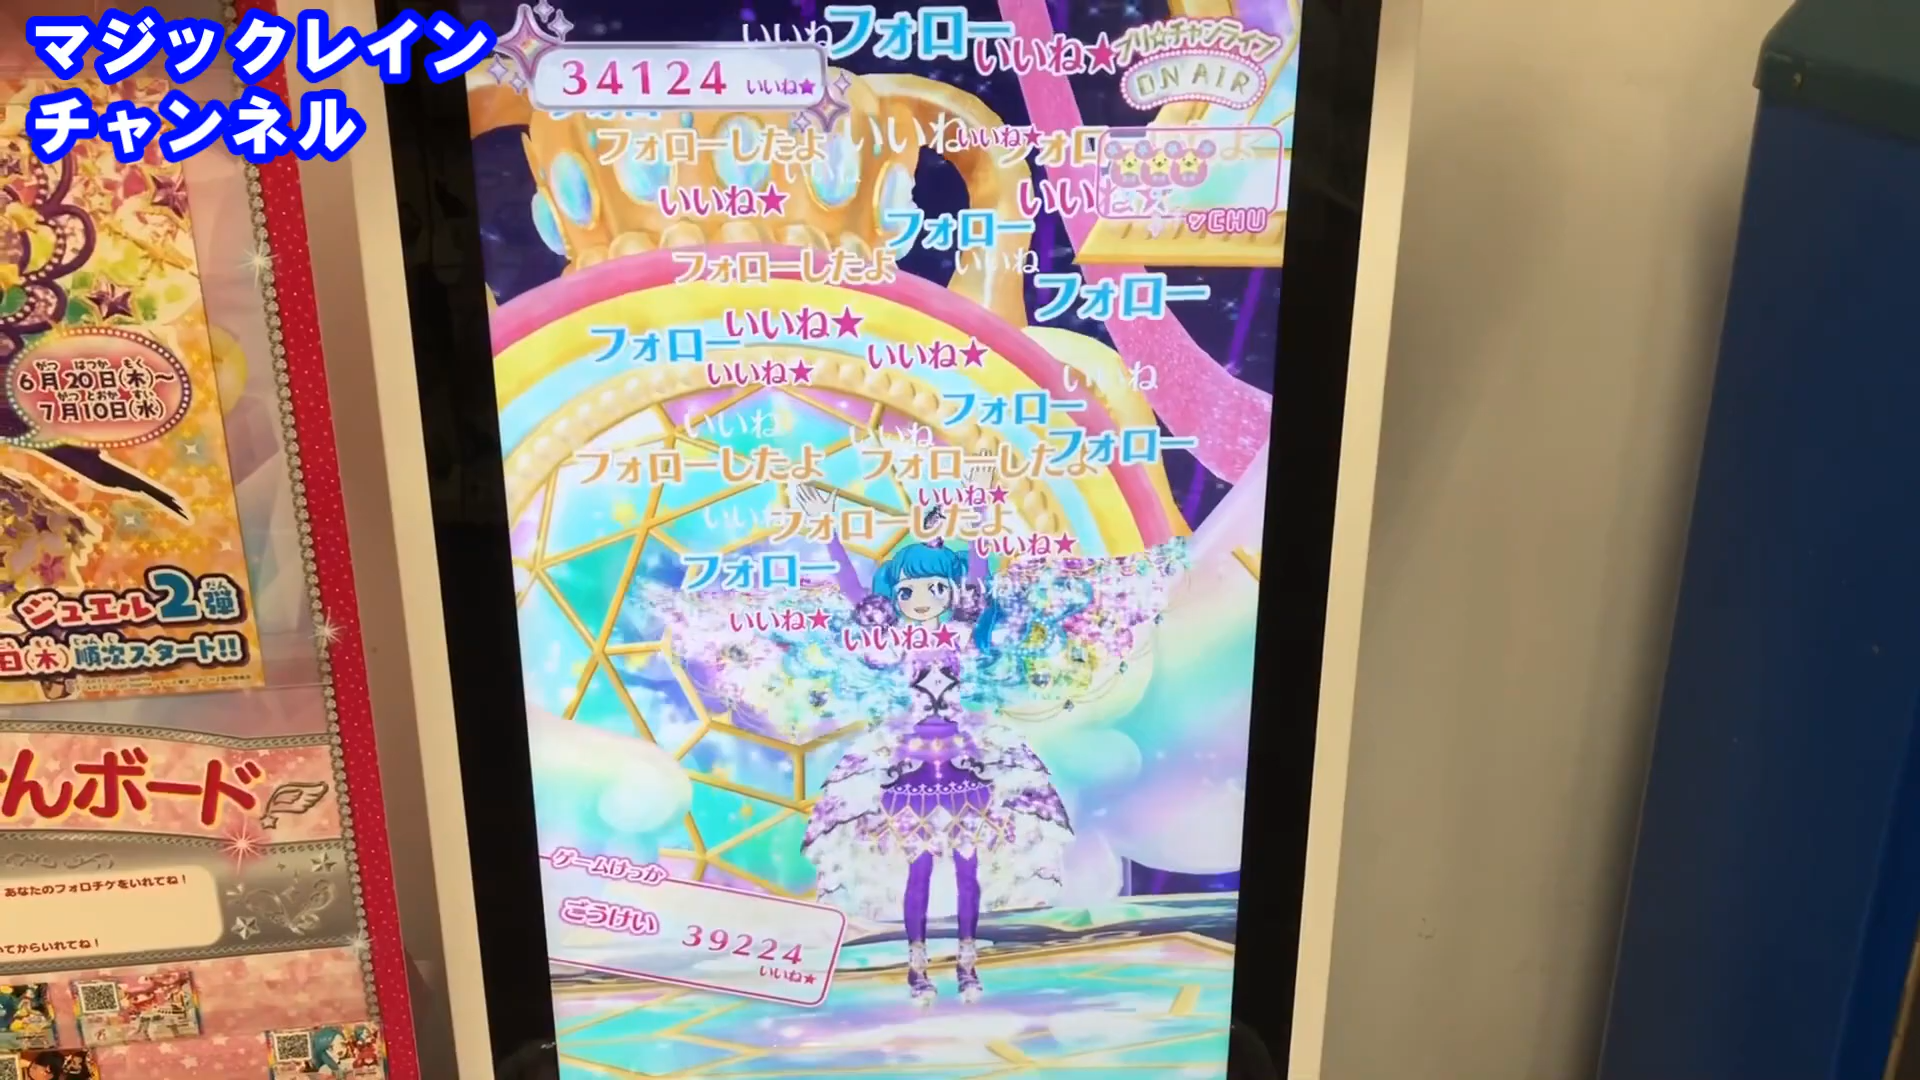 マジックレイン
チャンネル
34124 いいね★
いいね
フォロー
いいね★
プリ☆チャンライブ
ON AIR
フォローしたよ
いいね
いいね★
いいね★
いいね
フォロー
♥CHU
フォローしたよ
いいね
フォロー
フォロー
いいね★
いいね★
いいね★
いいね
フォロー
いいね
いいね
フォロー
フォローしたよ
フォローしたよ
いいね★
フォローしたよ
いいね★
フォロー
いいね★
いいね★
ゲームけっか
ごうけい 39224
いいね★
6月20日(木)～
7月10日(水)
ジュエル2弾
日(木)順次スタート!!
んボード
あなたのフォロチケをいれてね！
てからいれてね！